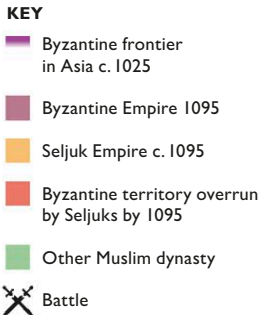 KEY
Byzantine frontier
in Asia c. 1025
Byzantine Empire 1095
Seljuk Empire c. 1095
Byzantine territory overrun
by Seljuks by 1095
Other Muslim dynasty
Battle